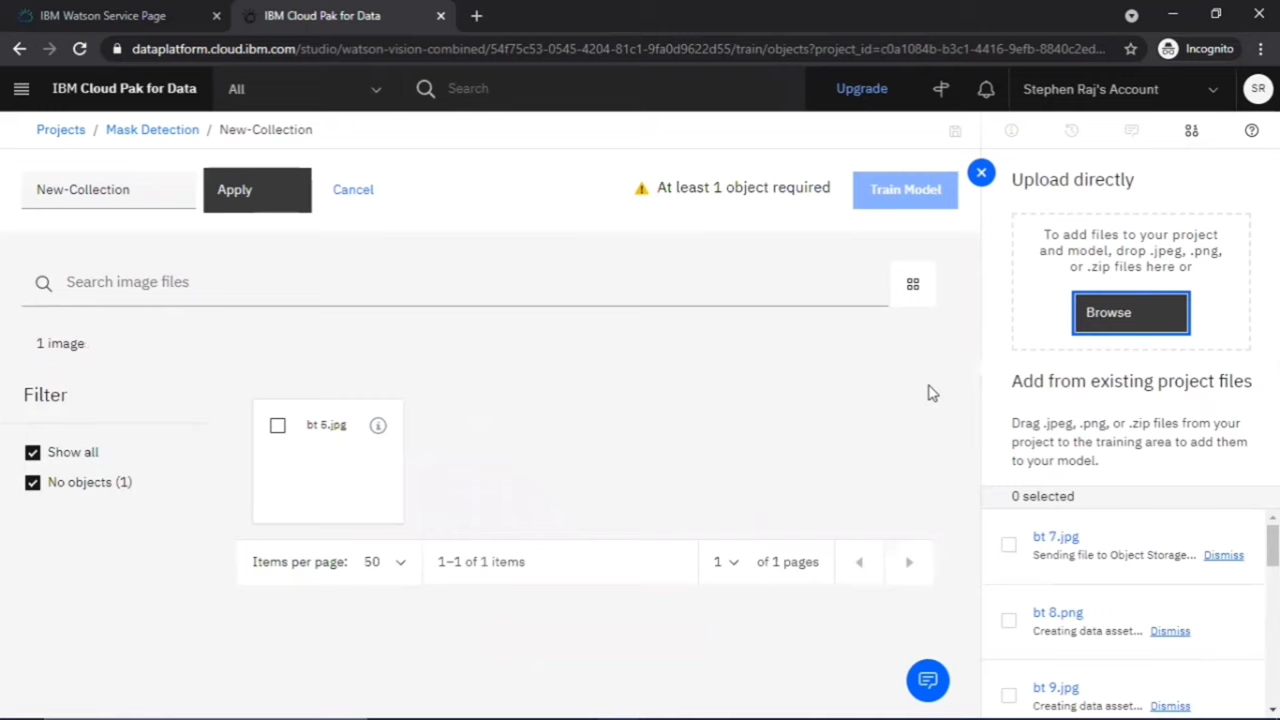 IBM Watson Service Page
IBM Cloud Pak for Data
dataplatform.cloud.ibm.com/studio/watson-vision-combined/54f75c53-0545-4204-81c1-9fa0d9622d55/train/objects?project_id=c0a1084b-b3c1-4416-9efb-8840c2ed...
Incognito
IBM Cloud Pak for Data
All
Search
Upgrade
Stephen Raj's Account
SR
Projects / Mask Detection / New-Collection
New-Collection
Apply
Cancel
At least 1 object required
Train Model
Search image files
1 image
Filter
Show all
No objects (1)
bt 5.jpg
Items per page: 50
1–1 of 1 items
1 of 1 pages
Upload directly
To add files to your project
and model, drop .jpeg, .png,
or .zip files here or
Browse
Add from existing project files
Drag .jpeg, .png, or .zip files from your
project to the training area to add them
to your model.
0 selected
bt 7.jpg
Sending file to Object Storage... Dismiss
bt 8.png
Creating data asset... Dismiss
bt 9.jpg
Creating data asset... Dismiss